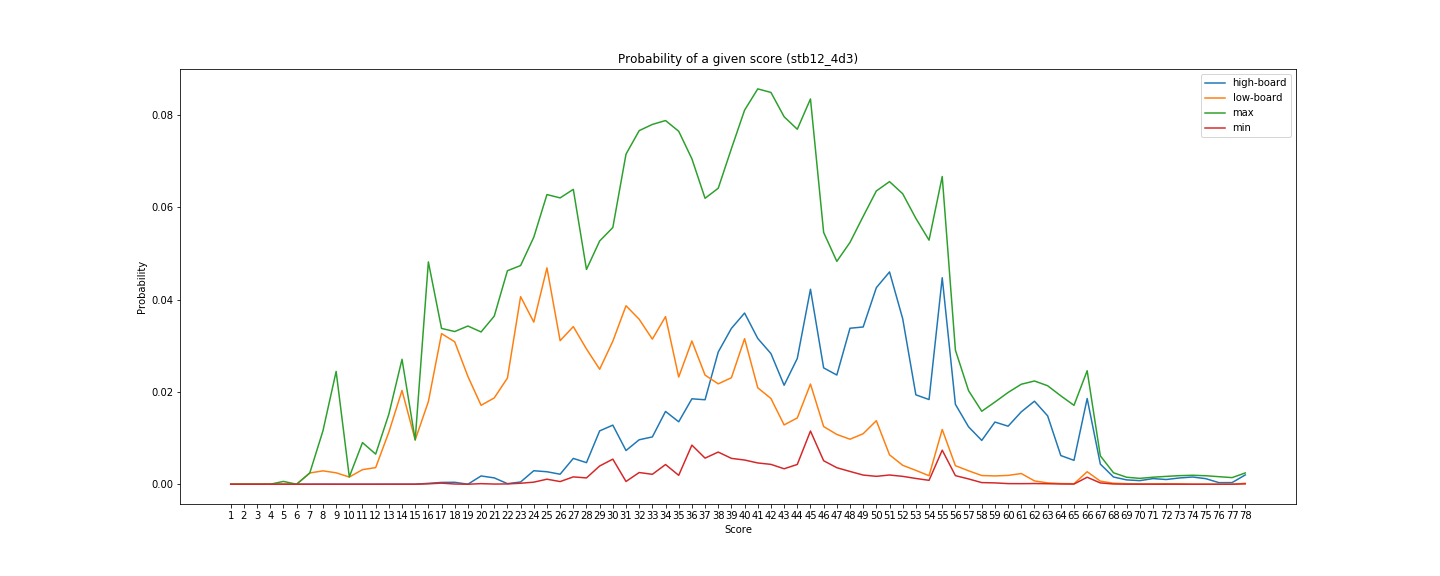 Probability of a given score (stb12_4d3)
high-board
low-board
max
min
0.08
0.06
0.04
0.02
0.00
Probability
1 2 3 4 5 6 7 8 9 10 11 12 13 14 15 16 17 18 19 20 21 22 23 24 25 26 27 28 29 30 31 32 33 34 35 36 37 38 39 40 41 42 43 44 45 46 47 48 49 50 51 52 53 54 55 56 57 58 59 60 61 62 63 64 65 66 67 68 69 70 71 72 73 74 75 76 77 78
Score